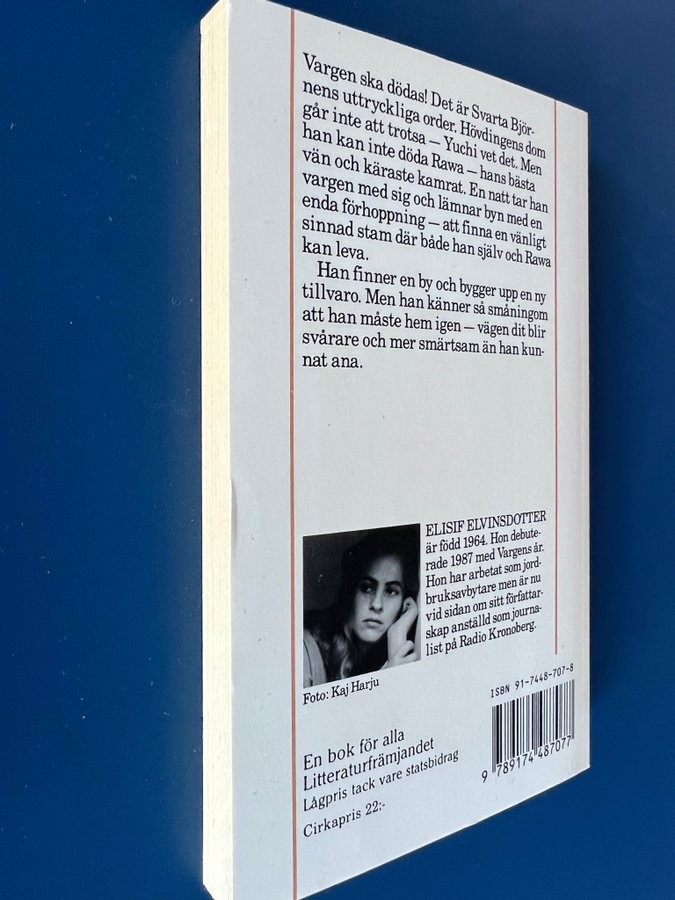 Vargen ska dödas! Det är Svarta Björ-
nens uttryckliga order. Hövdingens dom
går inte att trotsa – Yuchi vet det. Men
han kan inte döda Rawa – hans bästa
vän och käraste kamrat. En natt tar han
vargen med sig och lämnar byn med en
enda förhoppning – att finna en vänligt
sinnad stam där både han själv och Rawa
kan leva.
Han finner en by och bygger upp en ny
tillvaro. Men han känner så småningom
att han måste hem igen – vägen dit blir
svårare och mer smärtsam än han kun-
nat ana.
ELISIF ELVINSDOTTER
är född 1964. Hon debute-
rade 1987 med Vargens år.
Hon har arbetat som jord-
bruksavbytare men är nu
vid sidan om sitt författar-
skap anställd som journa-
list på Radio Kronoberg.
Foto: Kaj Harju
ISBN 91-7448-707-8
9 789174 487077
En bok för alla
Litteraturfrämjandet
Lågpris tack vare statsbidrag
Cirkapris 22:-